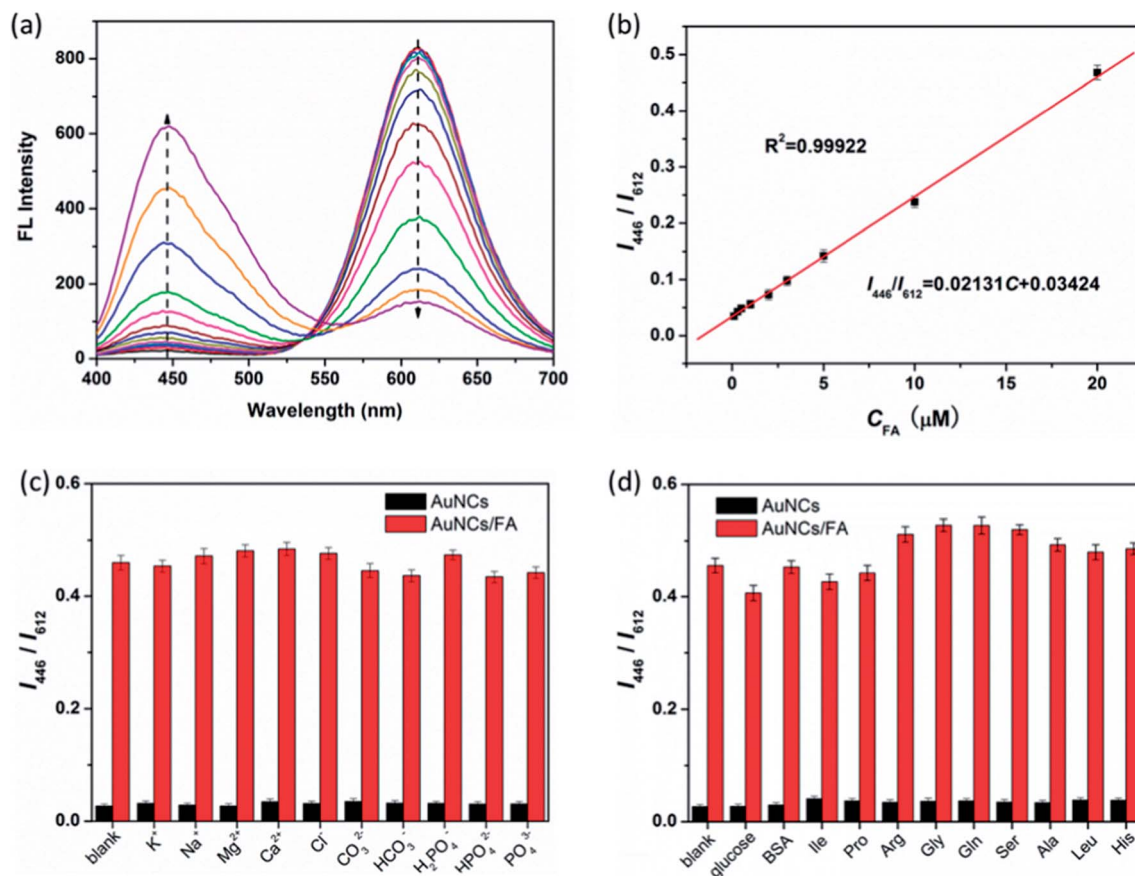 (a)
800
600
400
200
0
FL Intensity
400 450 500 550 600 650 700
Wavelength (nm)
(b)
0.5
0.4
0.3
0.2
0.1
0.0
I₄₄₆ / I₆₁₂
R²=0.99922
I₄₄₆/I₆₁₂=0.02131C+0.03424
0 5 10 15 20
C_FA (μM)
(c)
0.6
0.4
0.2
0.0
I₄₄₆ / I₆₁₂
AuNCs
AuNCs/FA
blank K⁺ Na⁺ Mg²⁺ Ca²⁺ Cl⁻ CO₃²⁻ HCO₃⁻ H₂PO₄⁻ HPO₄²⁻ PO₄³⁻
(d)
0.6
0.4
0.2
0.0
I₄₄₆ / I₆₁₂
AuNCs
AuNCs/FA
blank glucose BSA Ile Pro Arg Gly Gln Ser Ala Leu His